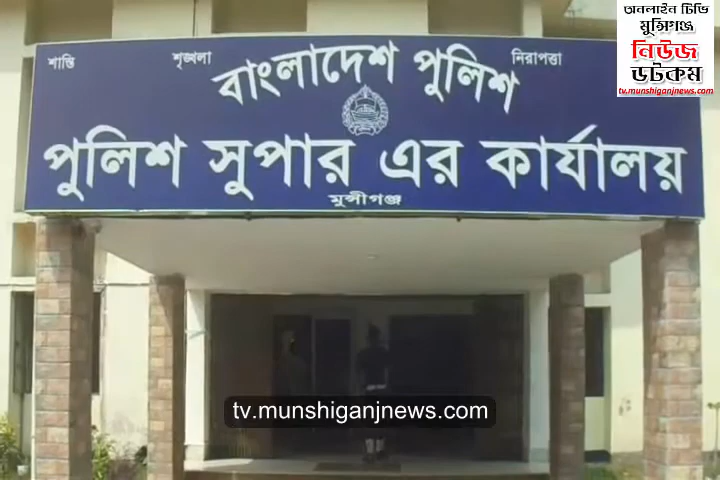 শান্তি শৃঙ্খলা নিরাপত্তা
বাংলাদেশ পুলিশ
পুলিশ সুপার এর কার্যালয়
মুন্সীগঞ্জ
অনলাইন টিভি
মুন্সিগঞ্জ
নিউজ
ডটকম
tv.munshiganjnews.com
tv.munshiganjnews.com